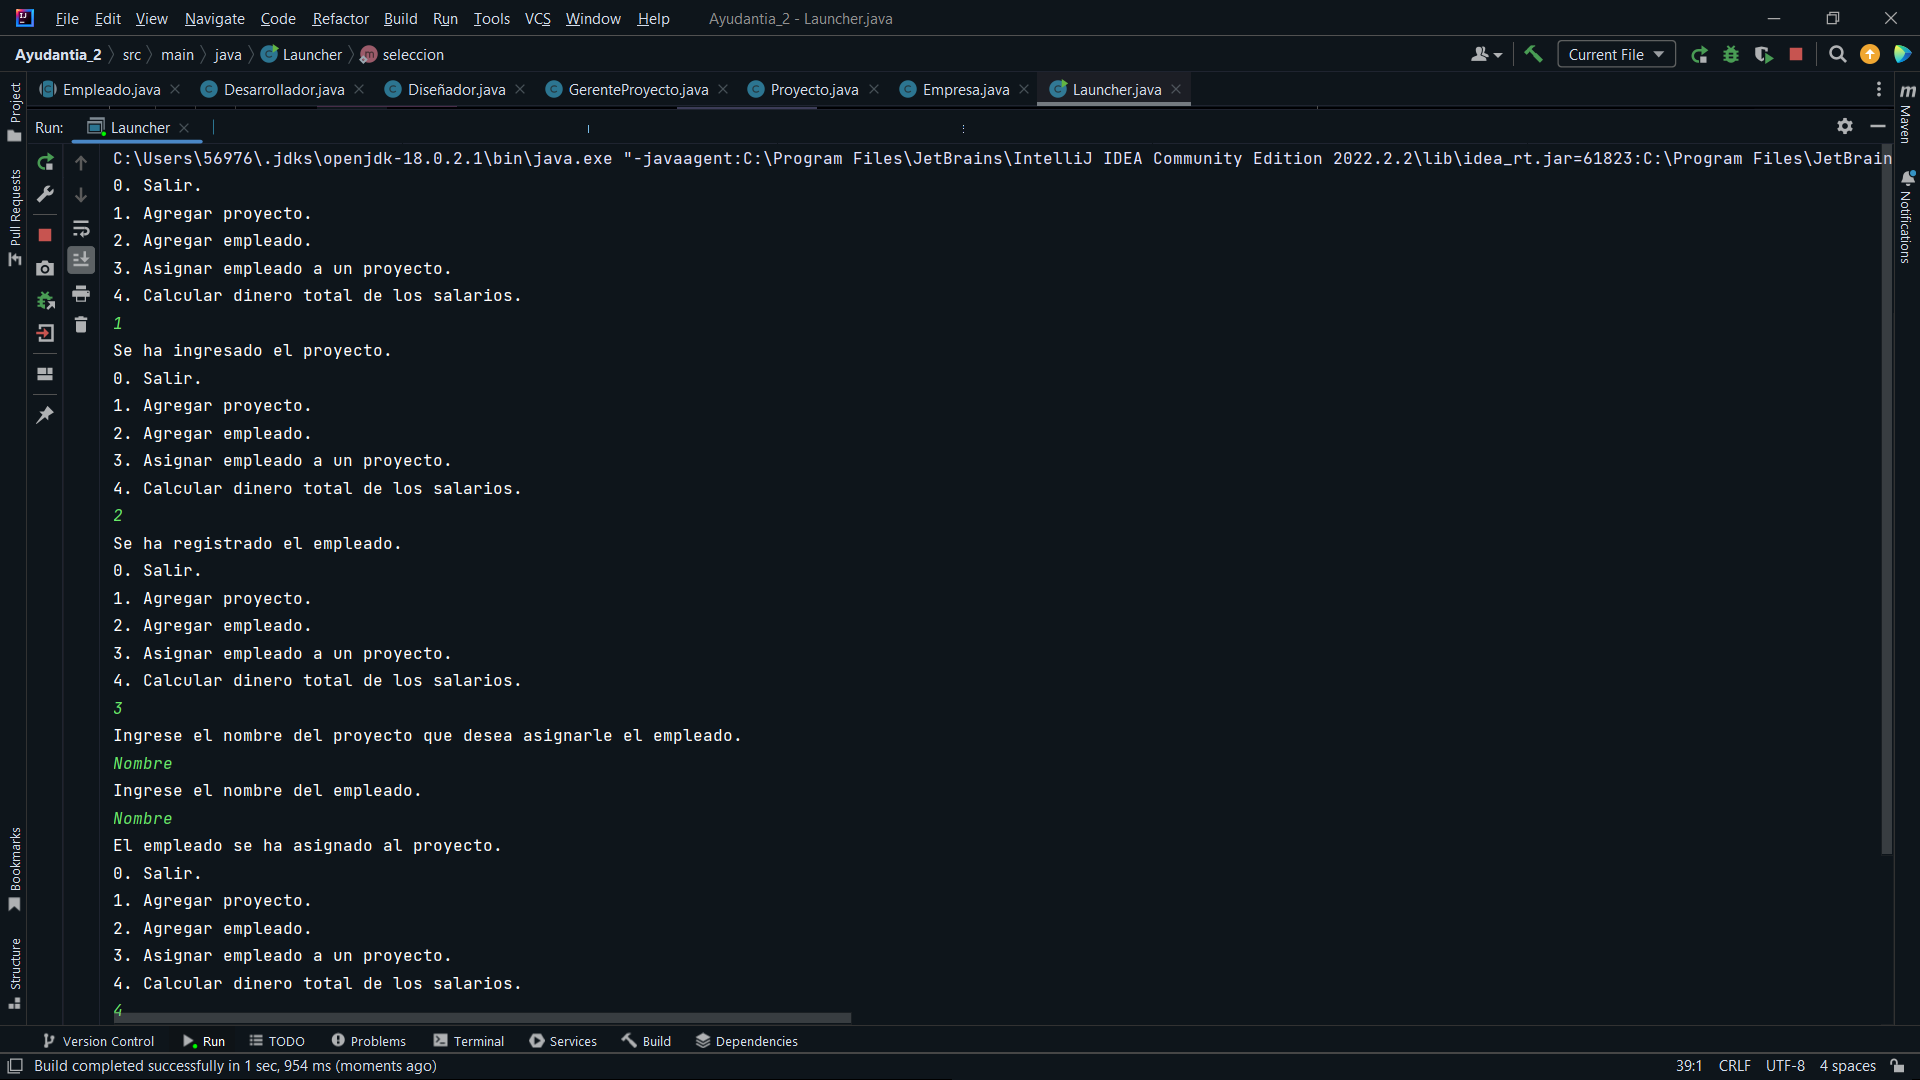 File Edit View Navigate Code Refactor Build Run Tools VCS Window Help Ayudantia_2 - Launcher.java
Ayudantia_2 src main java Launcher seleccion Current File
Empleado.java Desarrollador.java Diseñador.java GerenteProyecto.java Proyecto.java Empresa.java Launcher.java
Run: Launcher
C:\Users\56976\.jdks\openjdk-18.0.2.1\bin\java.exe "-javaagent:C:\Program Files\JetBrains\IntelliJ IDEA Community Edition 2022.2.2\lib\idea_rt.jar=61823:C:\Program Files\JetBrain
0. Salir.
1. Agregar proyecto.
2. Agregar empleado.
3. Asignar empleado a un proyecto.
4. Calcular dinero total de los salarios.
1
Se ha ingresado el proyecto.
0. Salir.
1. Agregar proyecto.
2. Agregar empleado.
3. Asignar empleado a un proyecto.
4. Calcular dinero total de los salarios.
2
Se ha registrado el empleado.
0. Salir.
1. Agregar proyecto.
2. Agregar empleado.
3. Asignar empleado a un proyecto.
4. Calcular dinero total de los salarios.
3
Ingrese el nombre del proyecto que desea asignarle el empleado.
Nombre
Ingrese el nombre del empleado.
Nombre
El empleado se ha asignado al proyecto.
0. Salir.
1. Agregar proyecto.
2. Agregar empleado.
3. Asignar empleado a un proyecto.
4. Calcular dinero total de los salarios.
4
Project
Pull Requests
Bookmarks
Structure
Maven
Notifications
Version Control Run TODO Problems Terminal Services Build Dependencies
Build completed successfully in 1 sec, 954 ms (moments ago) 39:1 CRLF UTF-8 4 spaces